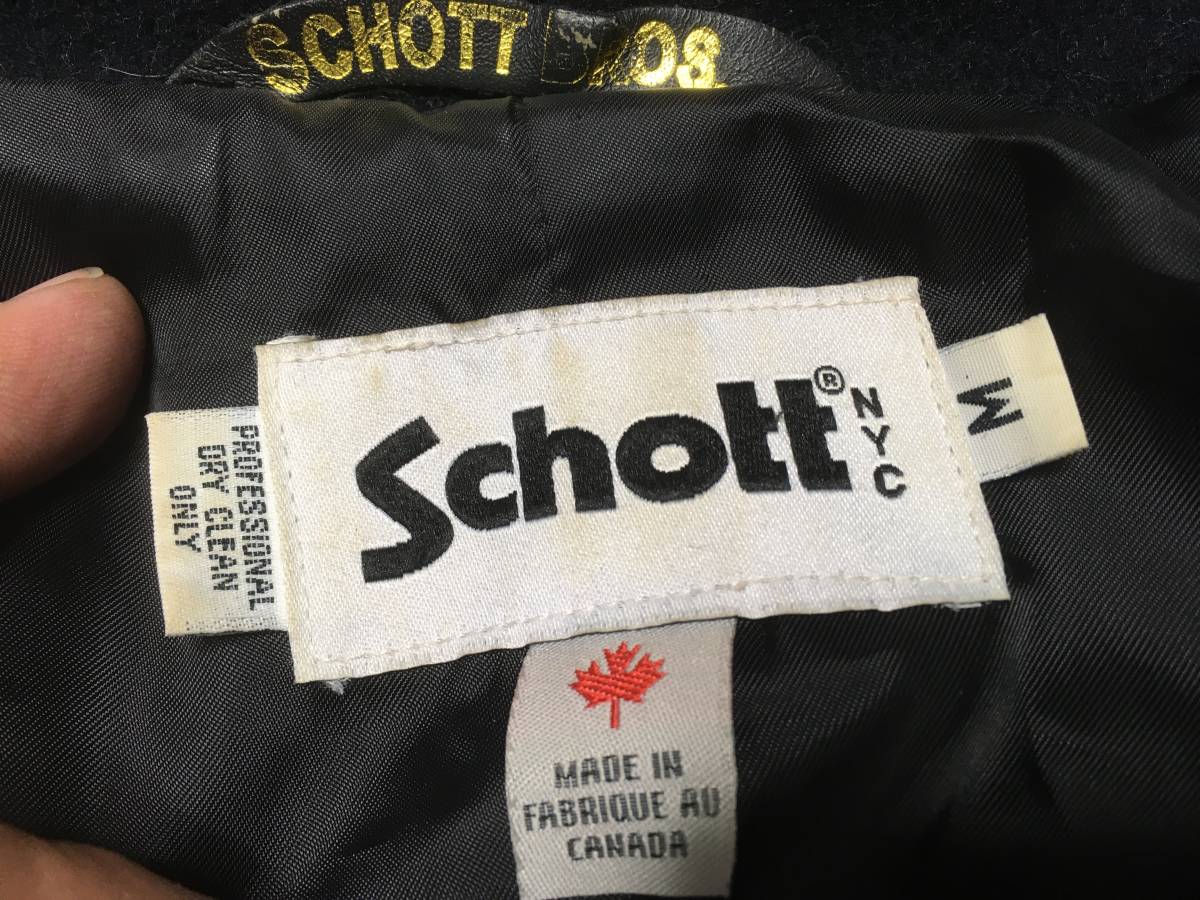 SCHOTT BROS.
Schott® NYC
M
PROFESSIONAL
DRY CLEAN
ONLY
MADE IN
FABRIQUE AU
CANADA